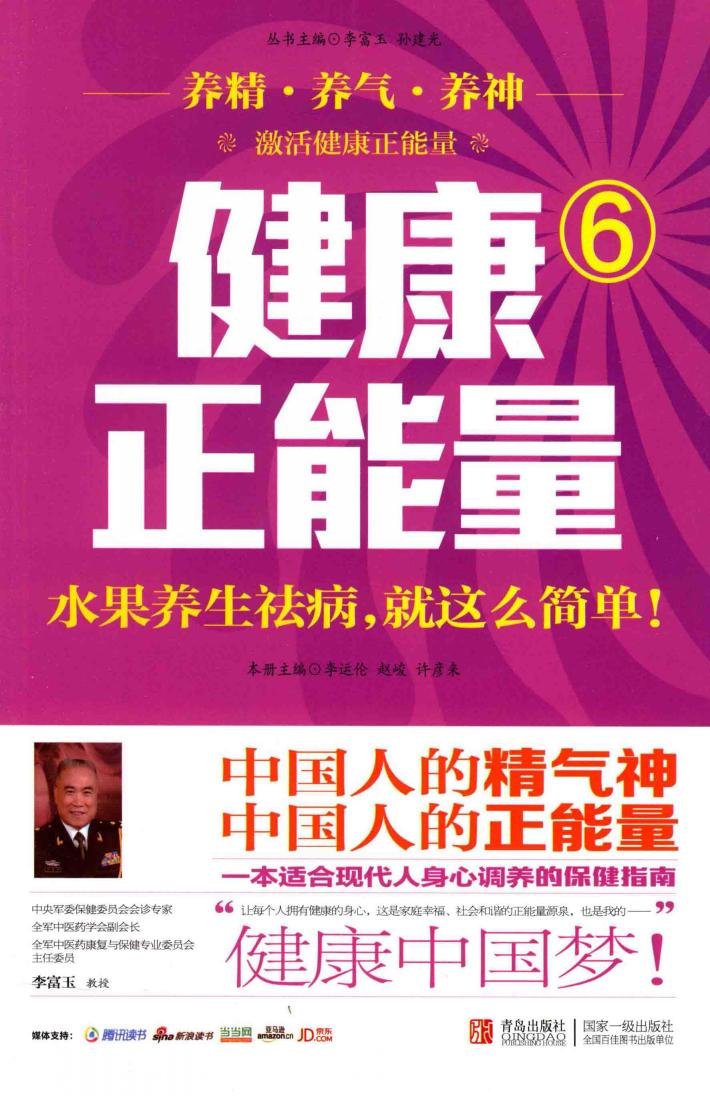 丛书主编⊙李富玉 孙建光
养精·养气·养神
激活健康正能量
健康⑥
正能量
水果养生祛病,就这么简单!
本册主编⊙李运伦 赵峻 许彦来
中国人的精气神
中国人的正能量
一本适合现代人身心调养的保健指南
中央军委保健委员会会诊专家
全军中医药学会副会长
全军中医药康复与保健专业委员会
主任委员
李富玉 教授
“让每个人拥有健康的身心，这是家庭幸福、社会和谐的正能量源泉，也是我的——”
健康中国梦!
媒体支持： 腾讯读书 sina新浪读书 当当网 亚马逊 amazon.cn JD.京东 .COM
青岛出版社
QINGDAO PUBLISHING HOUSE
国家一级出版社
全国百佳图书出版单位